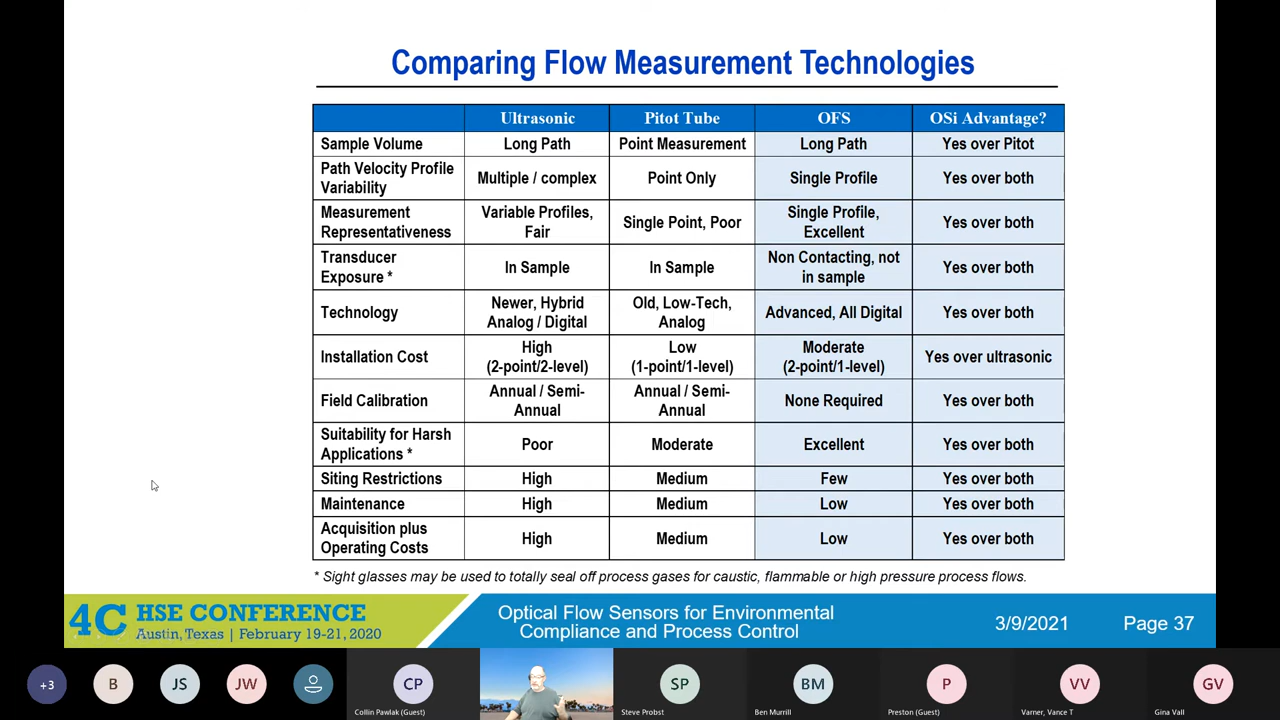 Comparing Flow Measurement Technologies
Ultrasonic Pitot Tube OFS OSi Advantage?
Sample Volume Long Path Point Measurement Long Path Yes over Pitot
Path Velocity Profile
Variability Multiple / complex Point Only Single Profile Yes over both
Measurement
Representativeness Variable Profiles,
Fair Single Point, Poor Single Profile,
Excellent Yes over both
Transducer
Exposure * In Sample In Sample Non Contacting, not
in sample Yes over both
Technology Newer, Hybrid
Analog / Digital Old, Low-Tech,
Analog Advanced, All Digital Yes over both
Installation Cost High
(2-point/2-level) Low
(1-point/1-level) Moderate
(2-point/1-level) Yes over ultrasonic
Field Calibration Annual / Semi-
Annual Annual / Semi-
Annual None Required Yes over both
Suitability for Harsh
Applications * Poor Moderate Excellent Yes over both
Siting Restrictions High Medium Few Yes over both
Maintenance High Medium Low Yes over both
Acquisition plus
Operating Costs High Medium Low Yes over both
* Sight glasses may be used to totally seal off process gases for caustic, flammable or high pressure process flows.
4C HSE CONFERENCE
Austin, Texas | February 19-21, 2020
Optical Flow Sensors for Environmental
Compliance and Process Control
3/9/2021 Page 37
+3 B JS JW CP SP BM P VV GV
Collin Pawlak (Guest) Steve Probst Ben Murrill Preston (Guest) Varner, Vance T Gina Vall